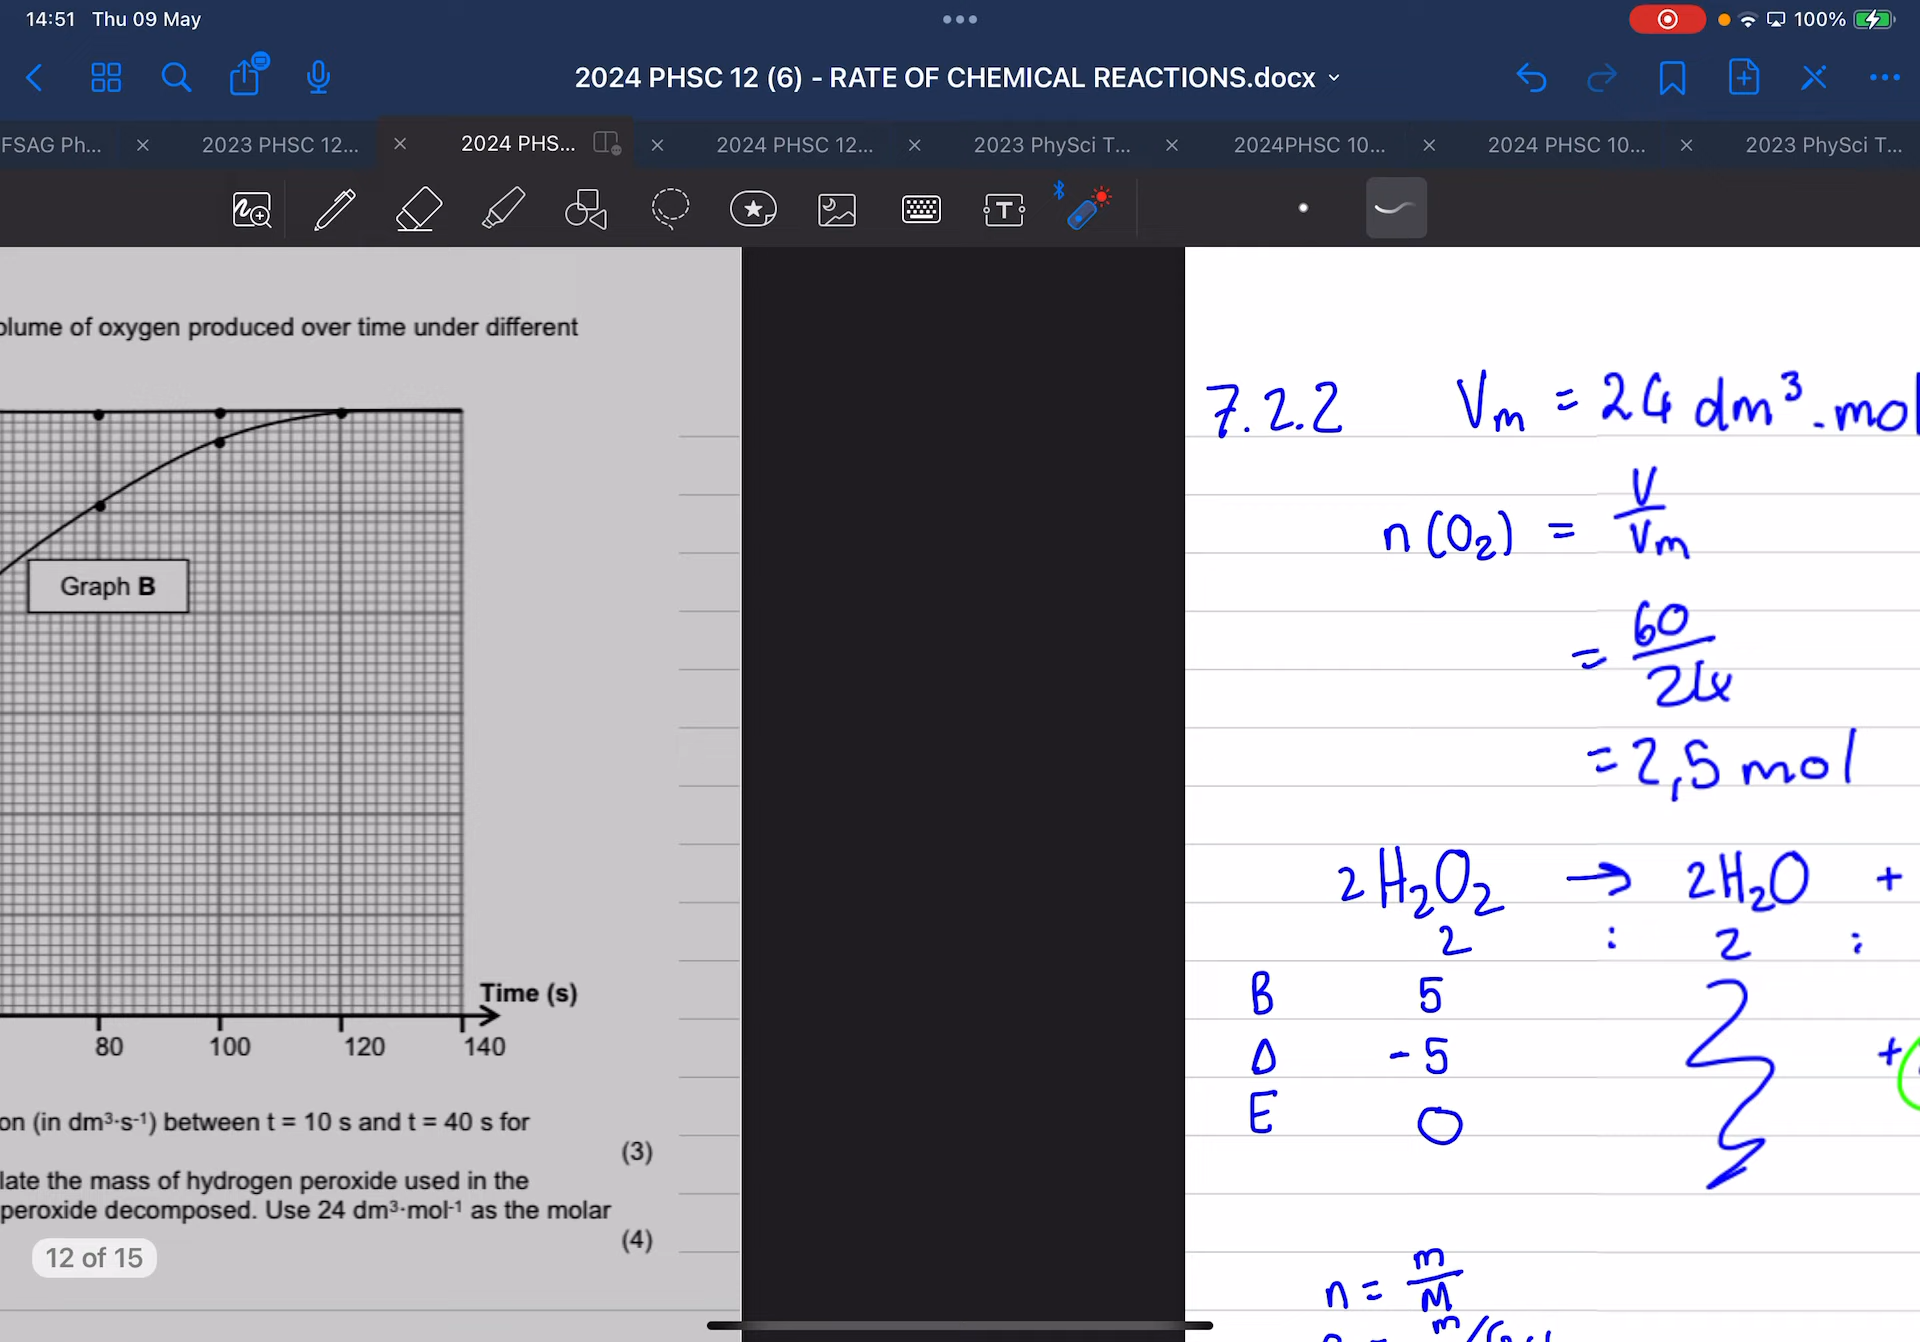 14:51 Thu 09 May
100%
2024 PHSC 12 (6) - RATE OF CHEMICAL REACTIONS.docx
FSAG Ph...
2023 PHSC 12...
2024 PHS...
2024 PHSC 12...
2023 PhySci T...
2024PHSC 10...
2024 PHSC 10...
2023 PhySci T...
olume of oxygen produced over time under different
Graph B
Time (s)
80 100 120 140
on (in dm³·s⁻¹) between t = 10 s and t = 40 s for
(3)
late the mass of hydrogen peroxide used in the
peroxide decomposed. Use 24 dm³·mol⁻¹ as the molar
(4)
12 of 15
7.2.2 Vm = 24 dm³.mol
n(O₂) = V/Vm
= 60/24
= 2,5 mol
2H₂O₂ → 2H₂O +
2 : 2 :
B 5
Δ -5 +
E 0
n = m/M